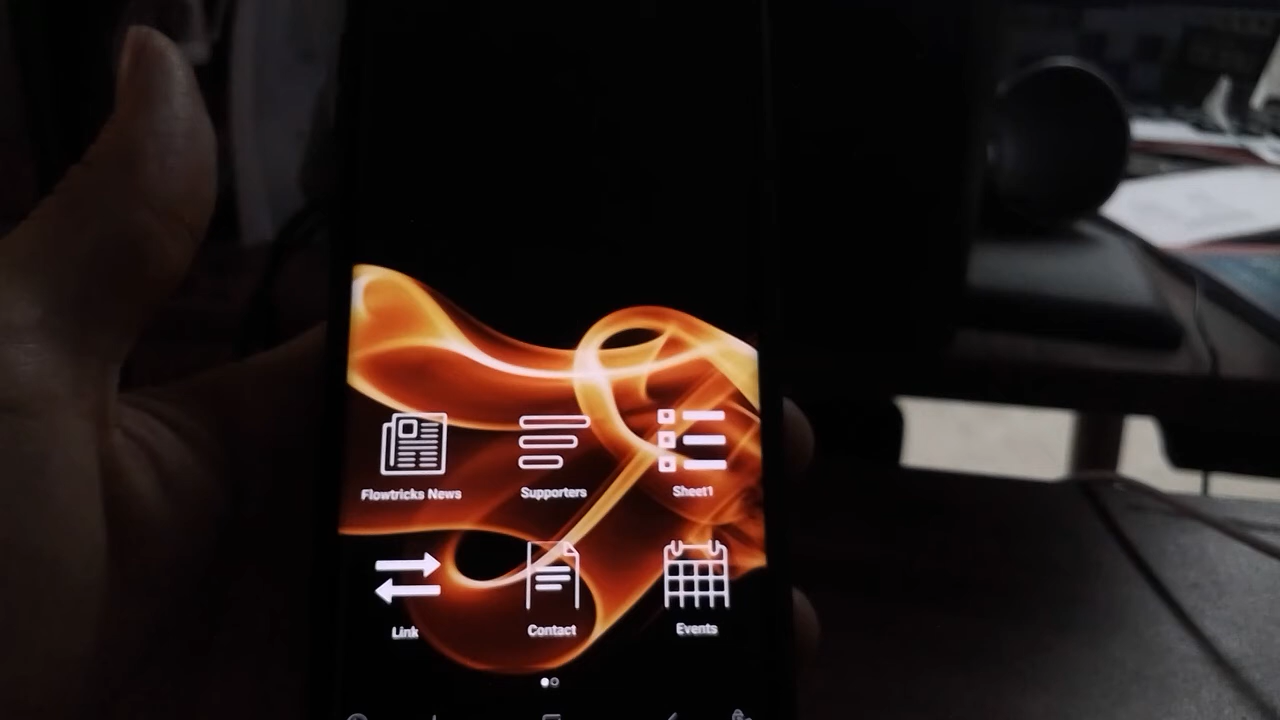 Flowtricks News
Supporters
Sheet1
Link
Contact
Events